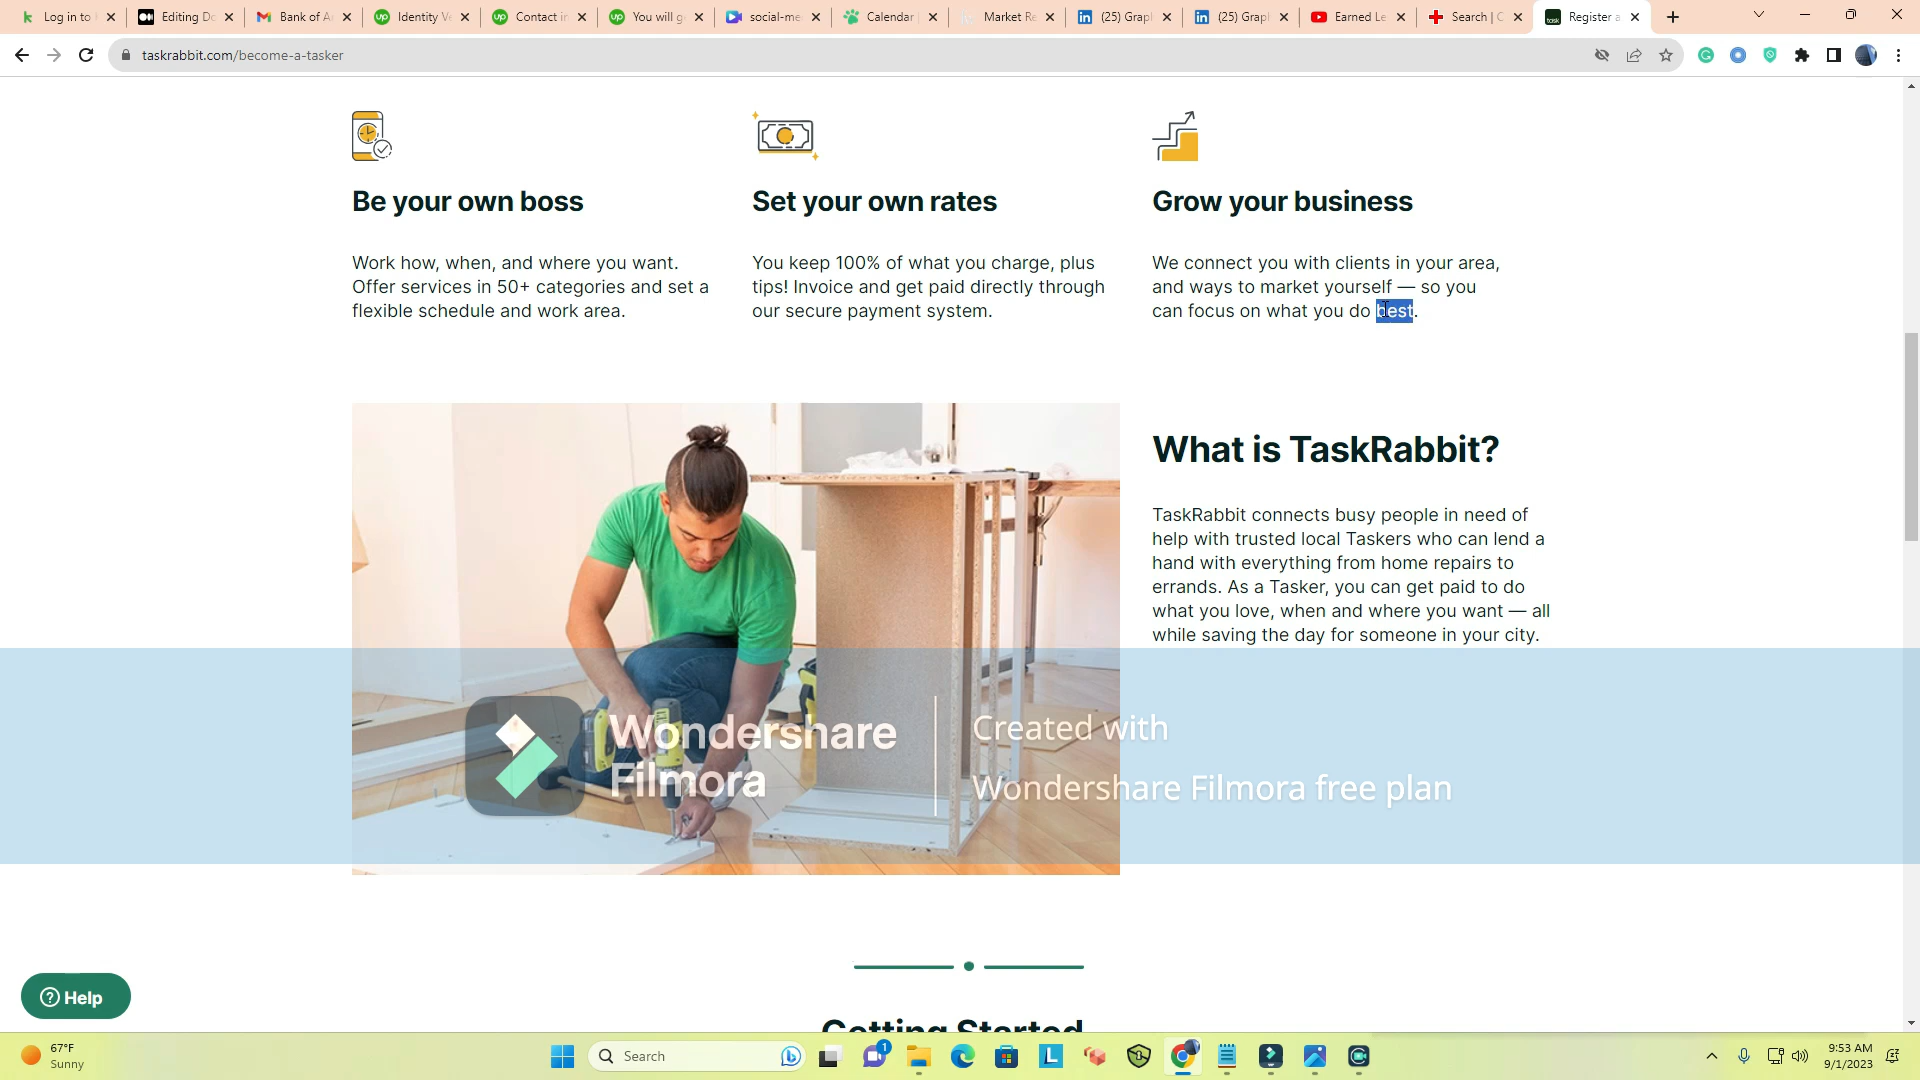 Log in to
Editing Do
Bank of A
Identity Ve
Contact in
You will g
social-me
Calendar
Market Re
(25) Grap
(25) Grap
Earned Le
Search | C
Register a
taskrabbit.com/become-a-tasker
Be your own boss
Work how, when, and where you want.
Offer services in 50+ categories and set a
flexible schedule and work area.
Set your own rates
You keep 100% of what you charge, plus
tips! Invoice and get paid directly through
our secure payment system.
Grow your business
We connect you with clients in your area,
and ways to market yourself — so you
can focus on what you do best.
What is TaskRabbit?
TaskRabbit connects busy people in need of
help with trusted local Taskers who can lend a
hand with everything from home repairs to
errands. As a Tasker, you can get paid to do
what you love, when and where you want — all
while saving the day for someone in your city.
Wondershare
Filmora
Created with
Wondershare Filmora free plan
Getting Started
Help
67°F
Sunny
Search
1
9:53 AM
9/1/2023